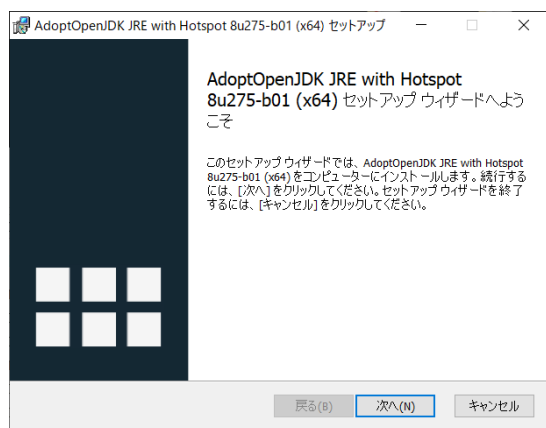 AdoptOpenJDK JRE with Hotspot 8u275-b01 (x64) セットアップ
AdoptOpenJDK JRE with Hotspot
8u275-b01 (x64) セットアップ ウィザードへよう
こそ
このセットアップ ウィザードでは、AdoptOpenJDK JRE with Hotspot
8u275-b01 (x64) をコンピューターにインストールします。続行する
には、[次へ] をクリックしてください。セットアップ ウィザードを終了
するには、[キャンセル] をクリックしてください。
戻る(B)
次へ(N)
キャンセル